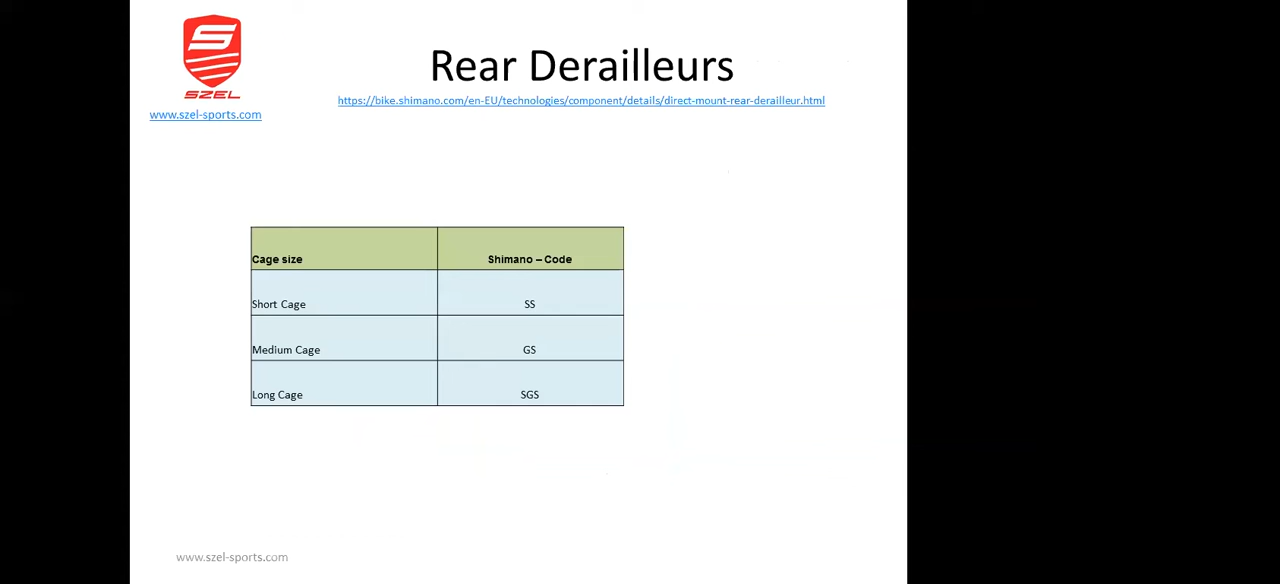 SZEL
www.szel-sports.com
Rear Derailleurs
https://bike.shimano.com/en-EU/technologies/component/details/direct-mount-rear-derailleur.html
Cage size Shimano – Code
Short Cage SS
Medium Cage GS
Long Cage SGS
www.szel-sports.com